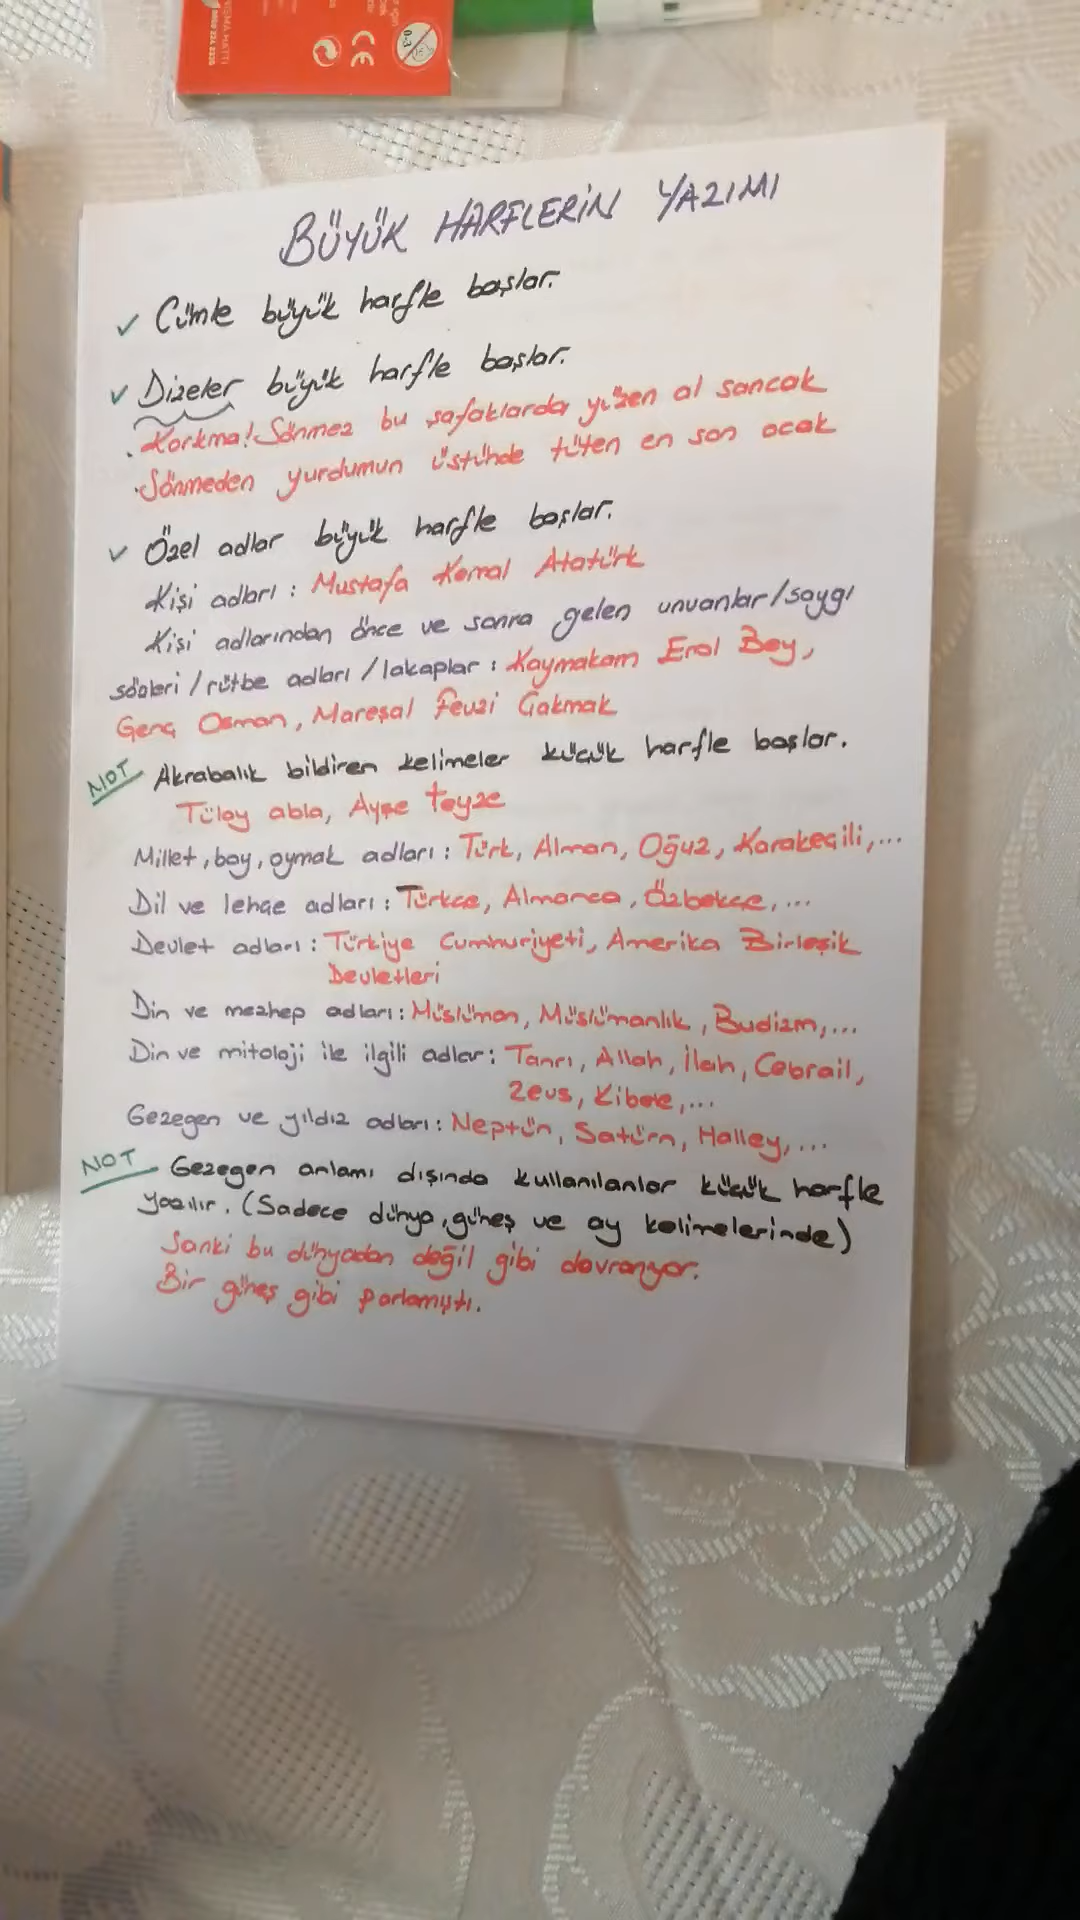 0-3
CE
BÜYÜK HARFLERİN YAZIMI
✓ Cümle büyük harfle başlar.
✓ Dizeler büyük harfle başlar.
. Korkma! Sönmez bu şafaklarda yüzen al sancak
. Sönmeden yurdumun üstünde tüten en son ocak
✓ Özel adlar büyük harfle başlar.
Kişi adları : Mustafa Kemal Atatürk
Kişi adlarından önce ve sonra gelen unvanlar/saygı
sözleri / rütbe adları / lakaplar : Kaymakam Erol Bey,
Genç Osman, Mareşal Fevzi Çakmak
NOT Akrabalık bildiren kelimeler küçük harfle başlar.
Tülay abla, Ayşe teyze
Millet, boy, oymak adları : Türk, Alman, Oğuz, Karakeçili,...
Dil ve lehçe adları : Türkçe, Almanca, Özbekçe,...
Devlet adları : Türkiye Cumhuriyeti, Amerika Birleşik
Devletleri
Din ve mezhep adları : Müslüman, Müslümanlık, Budizm,...
Din ve mitoloji ile ilgili adlar : Tanrı, Allah, İlah, Cebrail,
Zeus, Kibele,...
Gezegen ve yıldız adları : Neptün, Satürn, Halley,...
NOT Gezegen anlamı dışında kullanılanlar küçük harfle
yazılır. (Sadece dünya, güneş ve ay kelimelerinde)
Sanki bu dünyadan değil gibi davranıyor.
Bir güneş gibi parlamıştı.